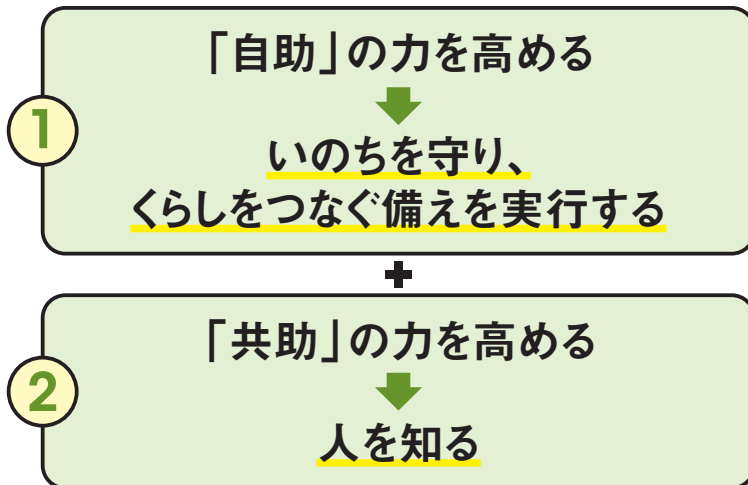 「自助」の力を高める
1
いのちを守り、
くらしをつなぐ備えを実行する
+
「共助」の力を高める
2
人を知る